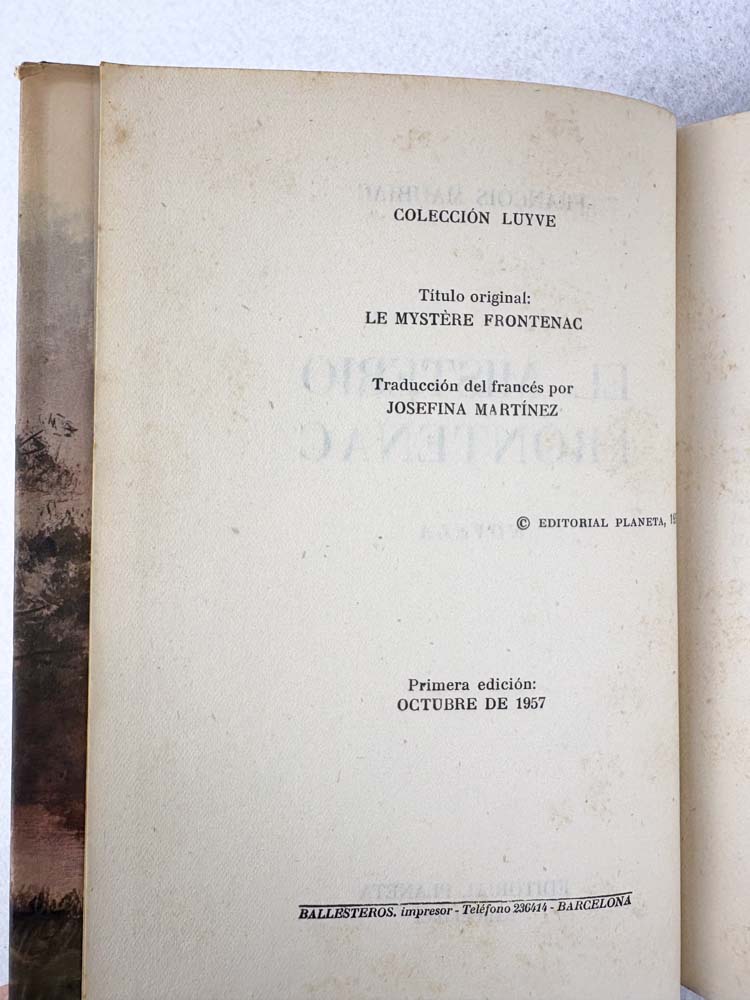 COLECCIÓN LUYVE
Título original:
LE MYSTÈRE FRONTENAC
Traducción del francés por
JOSEFINA MARTÍNEZ
© EDITORIAL PLANETA,
Primera edición:
OCTUBRE DE 1957
BALLESTEROS. impresor - Teléfono 236414 - BARCELONA